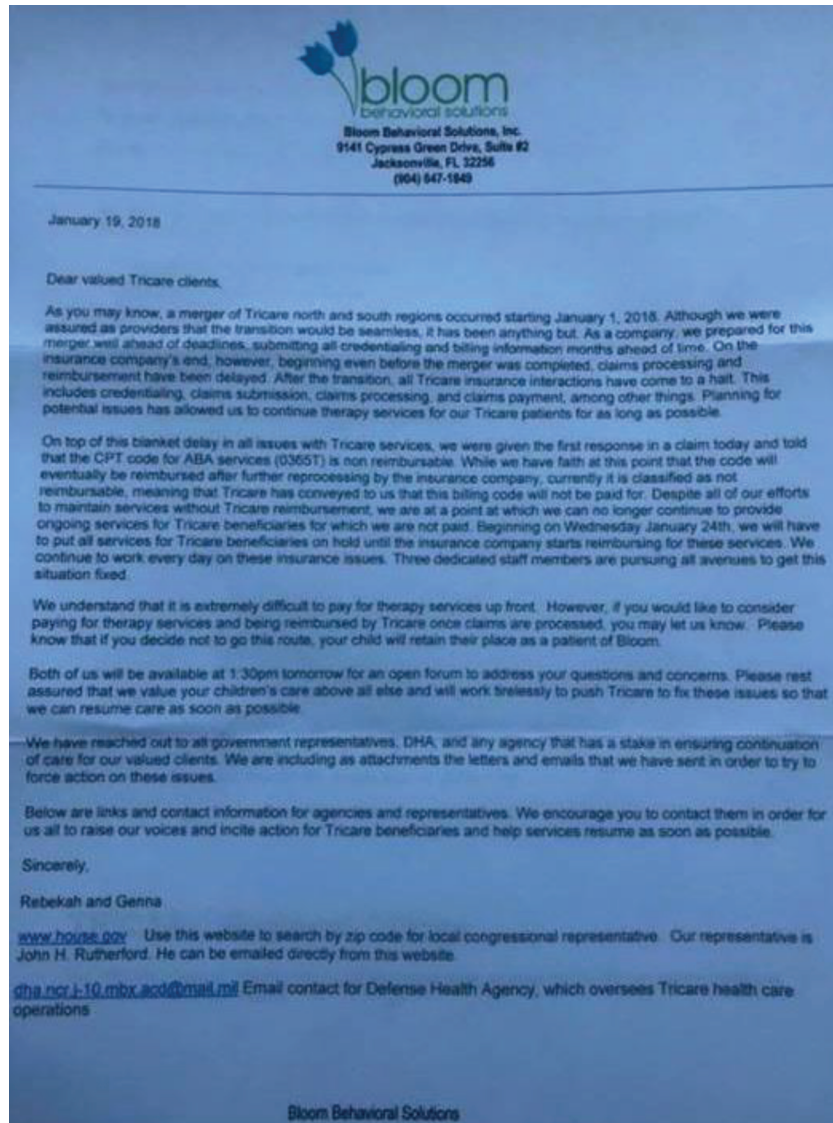 bloom
behavioral solutions
Bloom Behavioral Solutions, Inc.
9141 Cypress Green Drive, Suite #2
Jacksonville, FL 32256
(904) 647-1849
January 19, 2018
Dear valued Tricare clients,
As you may know, a merger of Tricare north and south regions occurred starting January 1, 2018. Although we were
assured as providers that the transition would be seamless, it has been anything but. As a company, we prepared for this
merger well ahead of deadlines, submitting all credentialing and billing information months ahead of time. On the
insurance company's end, however, beginning even before the merger was completed, claims processing and
reimbursement have been delayed. After the transition, all Tricare insurance interactions have come to a halt. This
includes credentialing, claims submission, claims processing, and claims payment, among other things. Planning for
potential issues has allowed us to continue therapy services for our Tricare patients for as long as possible.
On top of this blanket delay in all issues with Tricare services, we were given the first response in a claim today and told
that the CPT code for ABA services (0365T) is non reimbursable. While we have faith at this point that the code will
eventually be reimbursed after further reprocessing by the insurance company, currently it is classified as not
reimbursable, meaning that Tricare has conveyed to us that this billing code will not be paid for. Despite all of our efforts
to maintain services without Tricare reimbursement, we are at a point at which we can no longer continue to provide
ongoing services for Tricare beneficiaries for which we are not paid. Beginning on Wednesday January 24th, we will have
to put all services for Tricare beneficiaries on hold until the insurance company starts reimbursing for these services. We
continue to work every day on these insurance issues. Three dedicated staff members are pursuing all avenues to get this
situation fixed.
We understand that it is extremely difficult to pay for therapy services up front. However, if you would like to consider
paying for therapy services and being reimbursed by Tricare once claims are processed, you may let us know. Please
know that if you decide not to go this route, your child will retain their place as a patient of Bloom.
Both of us will be available at 1:30pm tomorrow for an open forum to address your questions and concerns. Please rest
assured that we value your children's care above all else and will work tirelessly to push Tricare to fix these issues so that
we can resume care as soon as possible.
We have reached out to all government representatives, DHA, and any agency that has a stake in ensuring continuation
of care for our valued clients. We are including as attachments the letters and emails that we have sent in order to try to
force action on these issues.
Below are links and contact information for agencies and representatives. We encourage you to contact them in order for
us all to raise our voices and incite action for Tricare beneficiaries and help services resume as soon as possible.
Sincerely,
Rebekah and Genna
www.house.gov Use this website to search by zip code for local congressional representative. Our representative is
John H. Rutherford. He can be emailed directly from this website.
dha.ncr.j-10.mbx.acd@mail.mil Email contact for Defense Health Agency, which oversees Tricare health care
operations
Bloom Behavioral Solutions